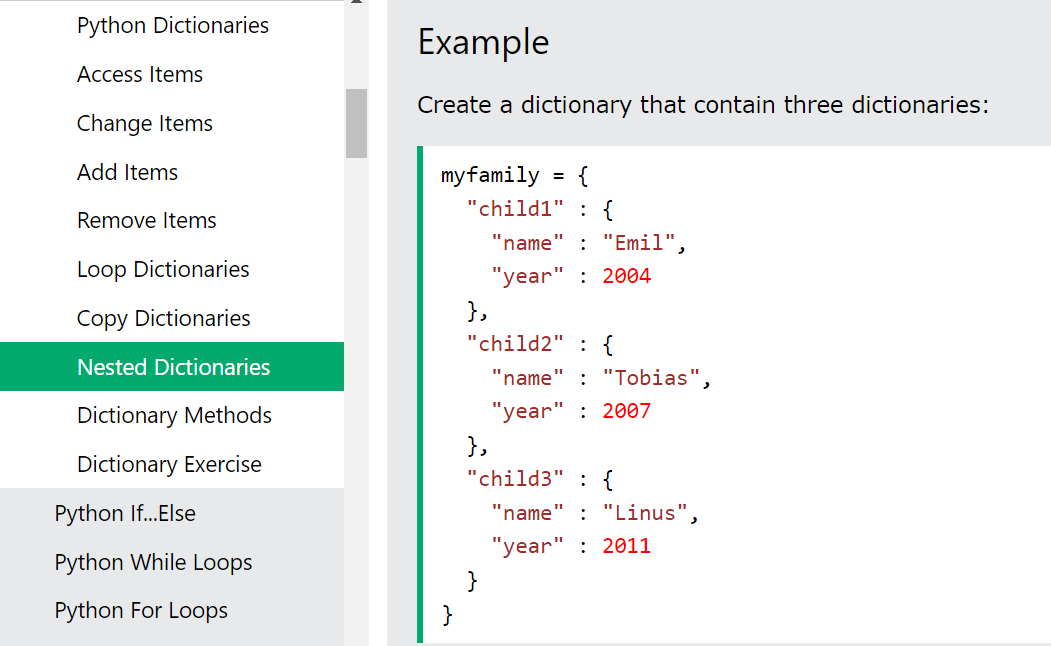 Python Dictionaries
Access Items
Change Items
Add Items
Remove Items
Loop Dictionaries
Copy Dictionaries
Nested Dictionaries
Dictionary Methods
Dictionary Exercise
Python If...Else
Python While Loops
Python For Loops
Example
Create a dictionary that contain three dictionaries:
myfamily = {
  "child1" : {
    "name" : "Emil",
    "year" : 2004
  },
  "child2" : {
    "name" : "Tobias",
    "year" : 2007
  },
  "child3" : {
    "name" : "Linus",
    "year" : 2011
  }
}